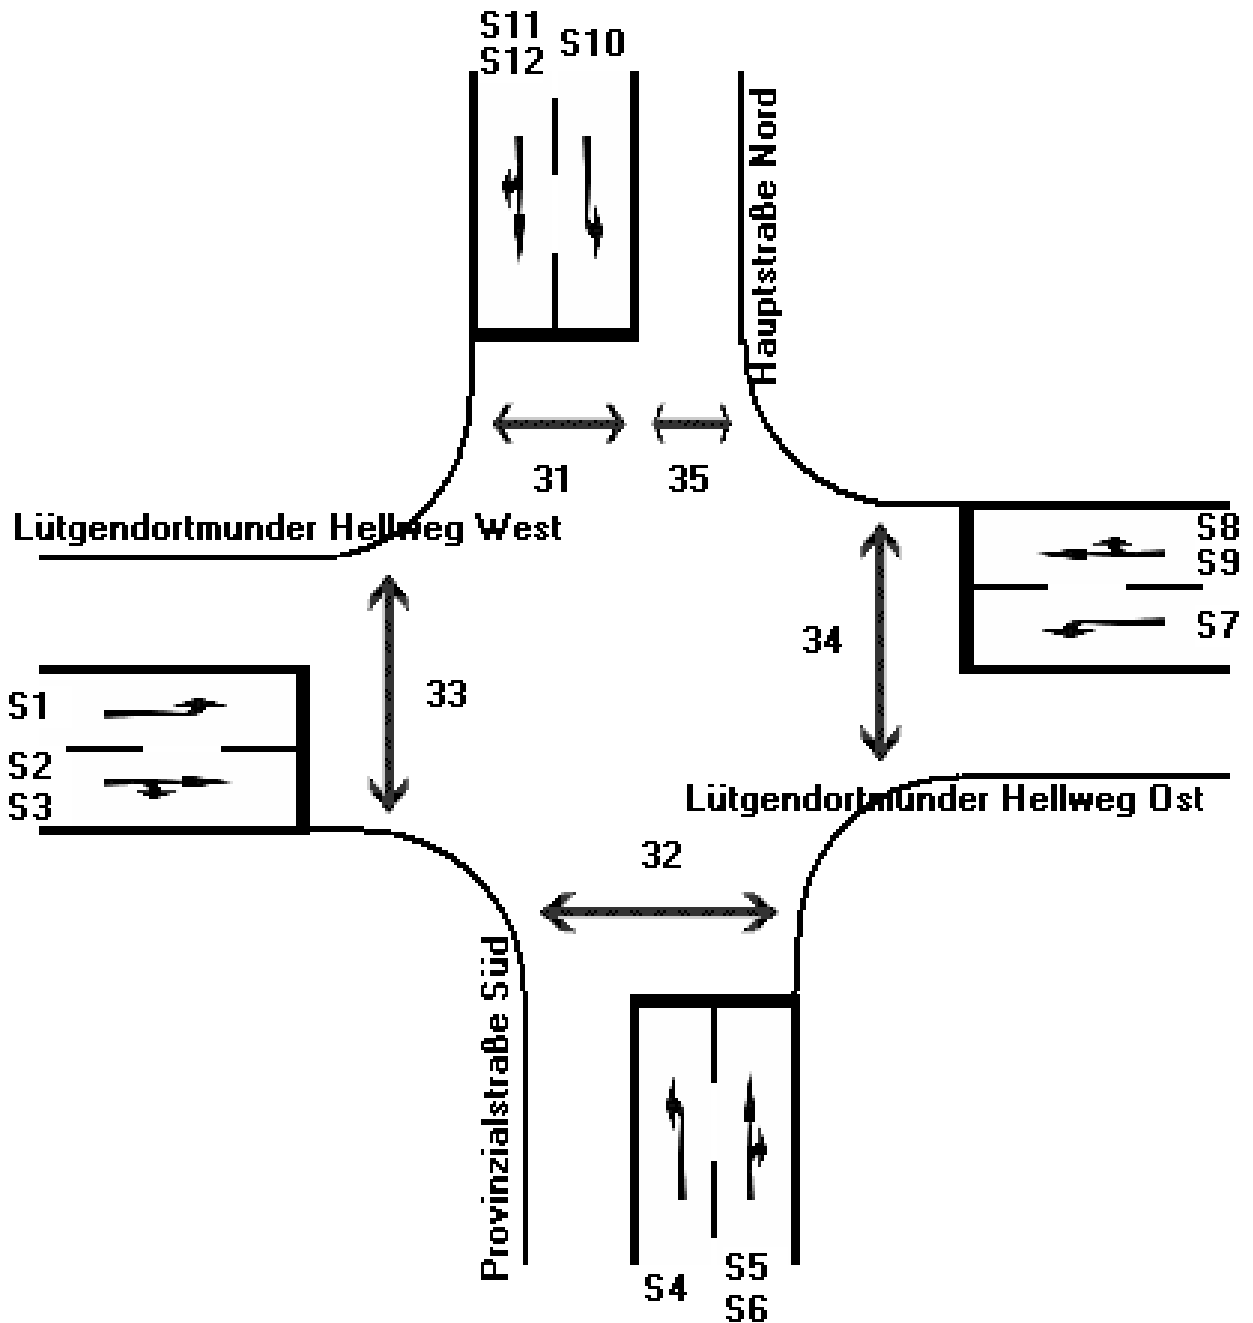 S11
S12
S10
Hauptstraße Nord
31
35
Lütgendortmunder Hellweg West
S8
S9
S7
34
33
S1
S2
S3
Lütgendortmunder Hellweg Ost
32
Provinzialstraße Süd
S4
S5
S6